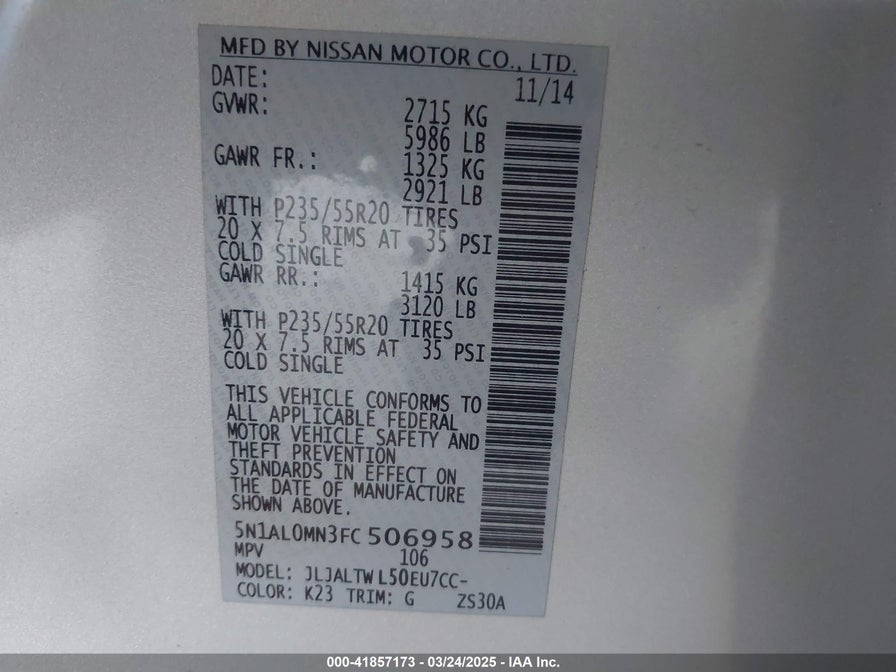 MFD BY NISSAN MOTOR CO., LTD.
DATE: 11/14
GVWR: 2715 KG
5986 LB
GAWR FR.: 1325 KG
2921 LB
WITH P235/55R20 TIRES
20 X 7.5 RIMS AT 35 PSI
COLD SINGLE
GAWR RR.: 1415 KG
3120 LB
WITH P235/55R20 TIRES
20 X 7.5 RIMS AT 35 PSI
COLD SINGLE
THIS VEHICLE CONFORMS TO
ALL APPLICABLE FEDERAL
MOTOR VEHICLE SAFETY AND
THEFT PREVENTION
STANDARDS IN EFFECT ON
THE DATE OF MANUFACTURE
SHOWN ABOVE.
5N1AL0MN3FC506958
MPV 106
MODEL: JLJALTWL50EU7CC-
COLOR: K23 TRIM: G ZS30A
000-41857173 - 03/24/2025 - IAA Inc.